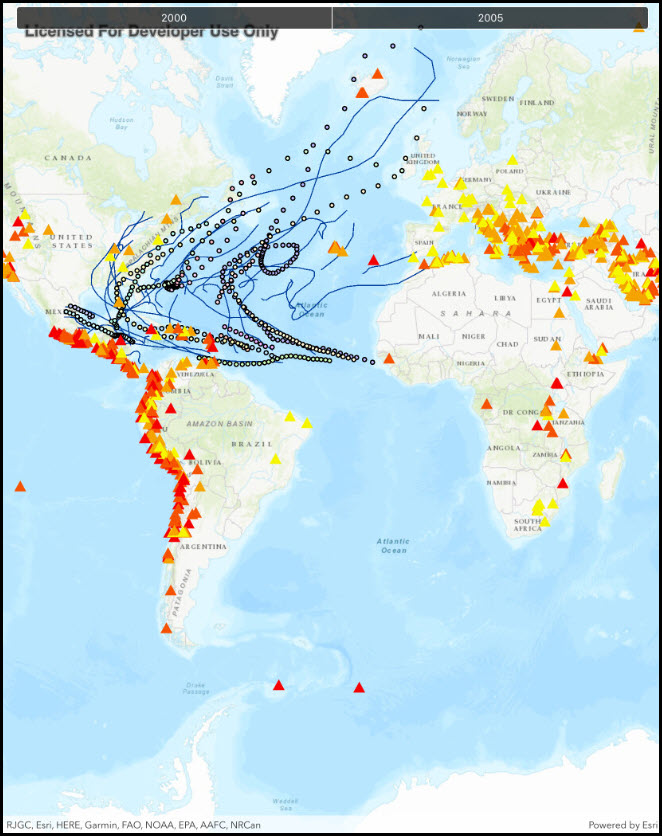 2000
2005
Licensed For Developer Use Only
Norwegian
Sea
Davis
Strait
SWEDEN
FINLAND
NORWAY
Hudson
Bay
CANADA
UNITED
KINGDOM
POLAND
GERMANY
UKRAINE
FRANCE
UNITED
STATES
SPAIN
ALGERIA
LIBYA
EGYPT
SAUDI
ARABIA
SAHARA
Atlantic
Ocean
MALI
NIGER
CHAD
SUDAN
NIGERIA
ETHIOPIA
VENEZUELA
DR CONGO
TANZANIA
AMAZON BASIN
BRAZIL
ANGOLA
ZAMBIA
BOLIVIA
NAMIBIA
SOUTH
AFRICA
Atlantic
Ocean
ARGENTINA
PATAGONIA
Drake
Passage
Weddell
Sea
RJGC, Esri, HERE, Garmin, FAO, NOAA, EPA, AAFC, NRCan
Powered by Esri